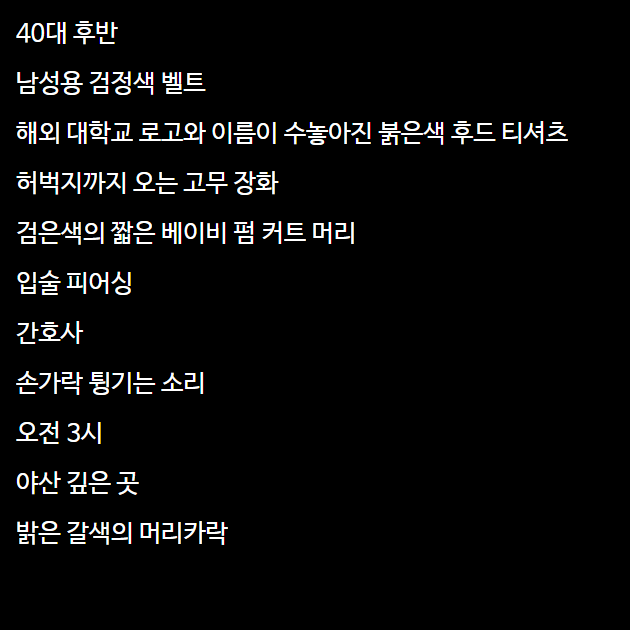 40대 후반
남성용 검정색 벨트
해외 대학교 로고와 이름이 수놓아진 붉은색 후드 티셔츠
허벅지까지 오는 고무 장화
검은색의 짧은 베이비 펌 커트 머리
입술 피어싱
간호사
손가락 튕기는 소리
오전 3시
야산 깊은 곳
밝은 갈색의 머리카락